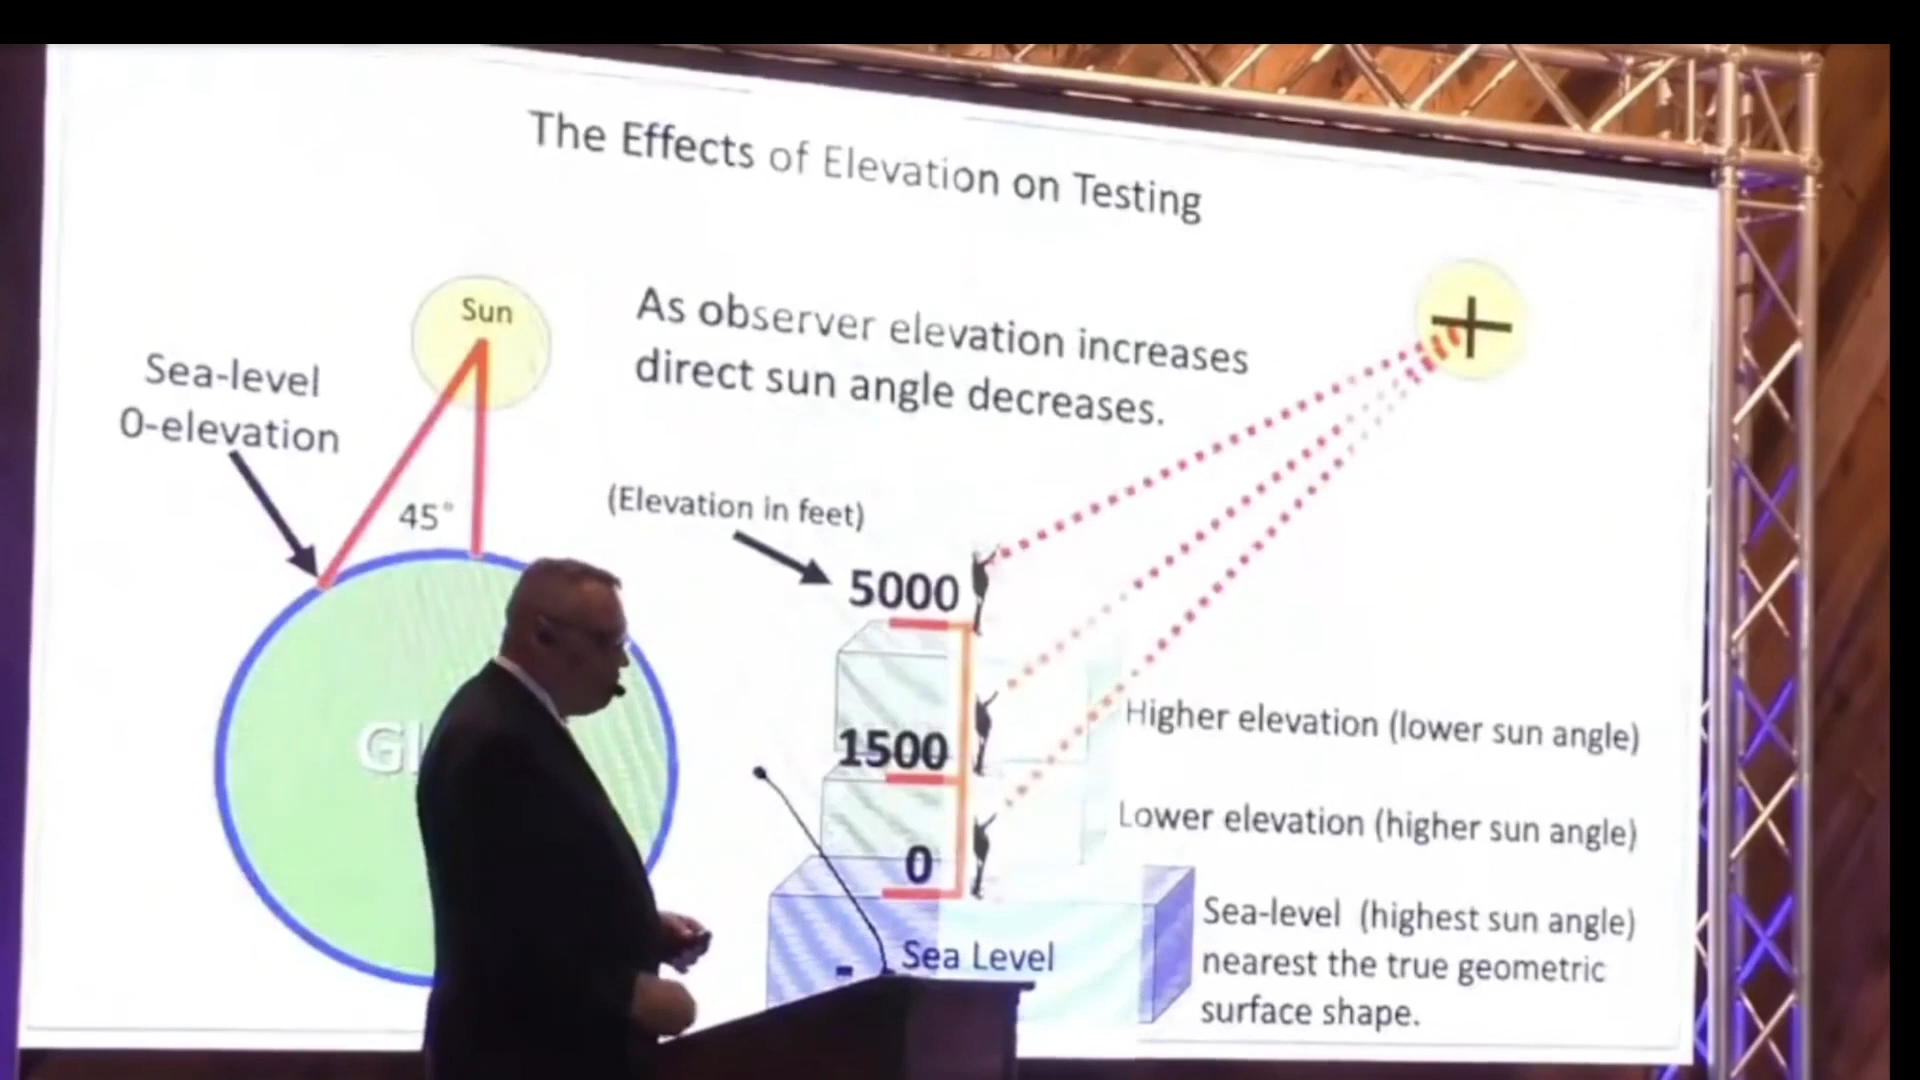 The Effects of Elevation on Testing
Sun
As observer elevation increases
direct sun angle decreases.
Sea-level
0-elevation
45°
(Elevation in feet)
5000
1500
0
Higher elevation (lower sun angle)
Lower elevation (higher sun angle)
Sea-level (highest sun angle)
nearest the true geometric
surface shape.
Sea Level